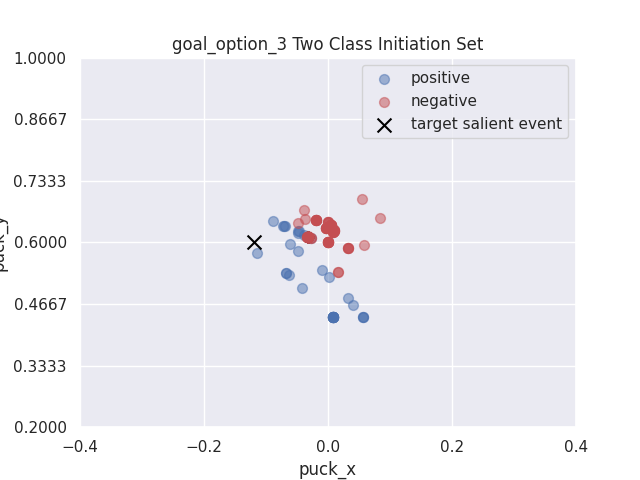 goal_option_3 Two Class Initiation Set
positive
negative
target salient event
1.0000
0.8667
0.7333
0.6000
0.4667
0.3333
0.2000
puck_y
−0.4
−0.2
0.0
0.2
0.4
puck_x